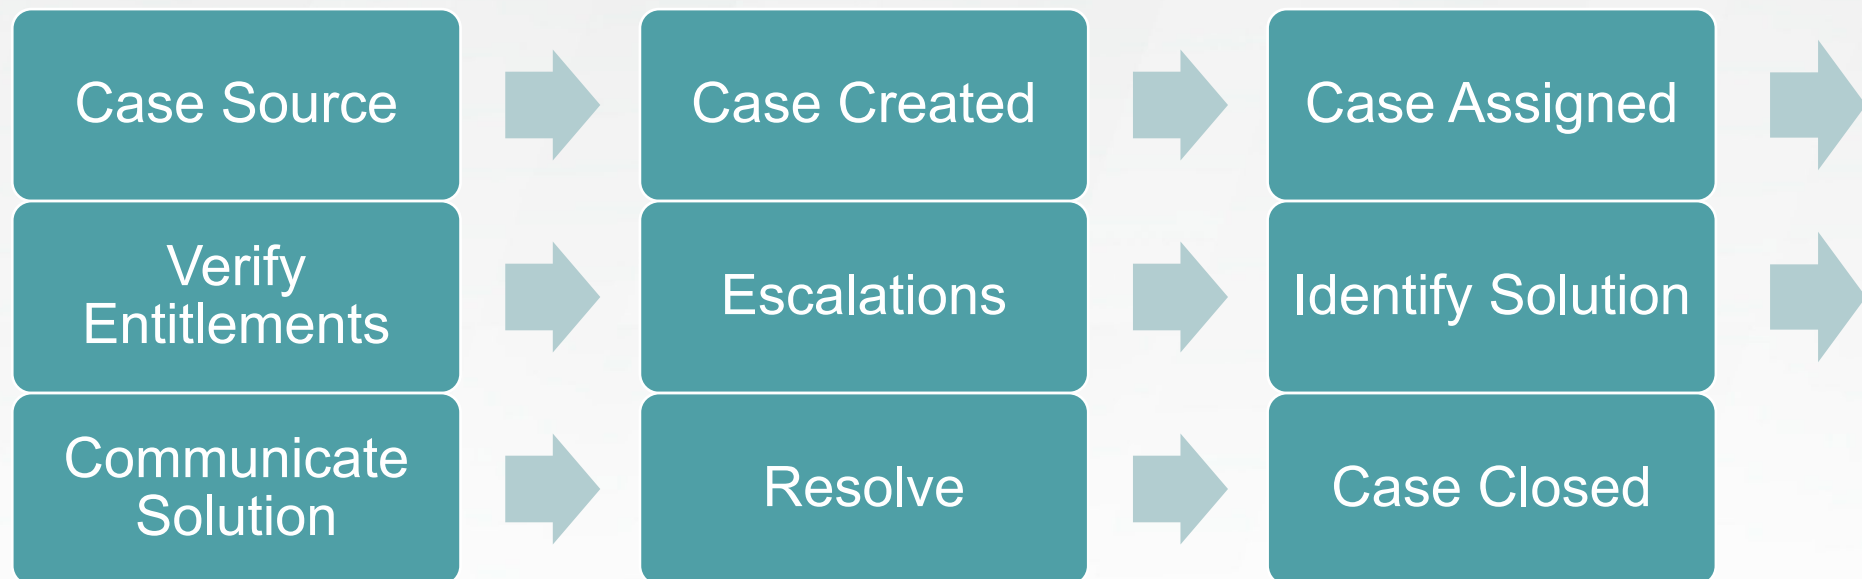 Case Source
Case Created
Case Assigned
Verify
Entitlements
Escalations
Identify Solution
Communicate
Solution
Resolve
Case Closed